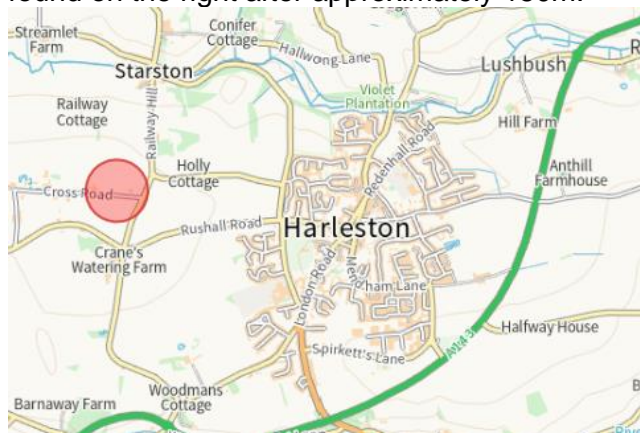 Streamlet
Farm
Conifer
Cottage
Hallwong Lane
Starston
Violet
Plantation
Lushbush
Railway
Cottage
Railway Hill
Hill Farm
Redenhall Road
Holly
Cottage
Anthill
Farmhouse
Cross Road
Rushall Road
Harleston
Crane's
Watering Farm
London Road
Mendham Lane
Halfway House
Spirkett's Lane
A143
Woodmans
Cottage
Barnaway Farm